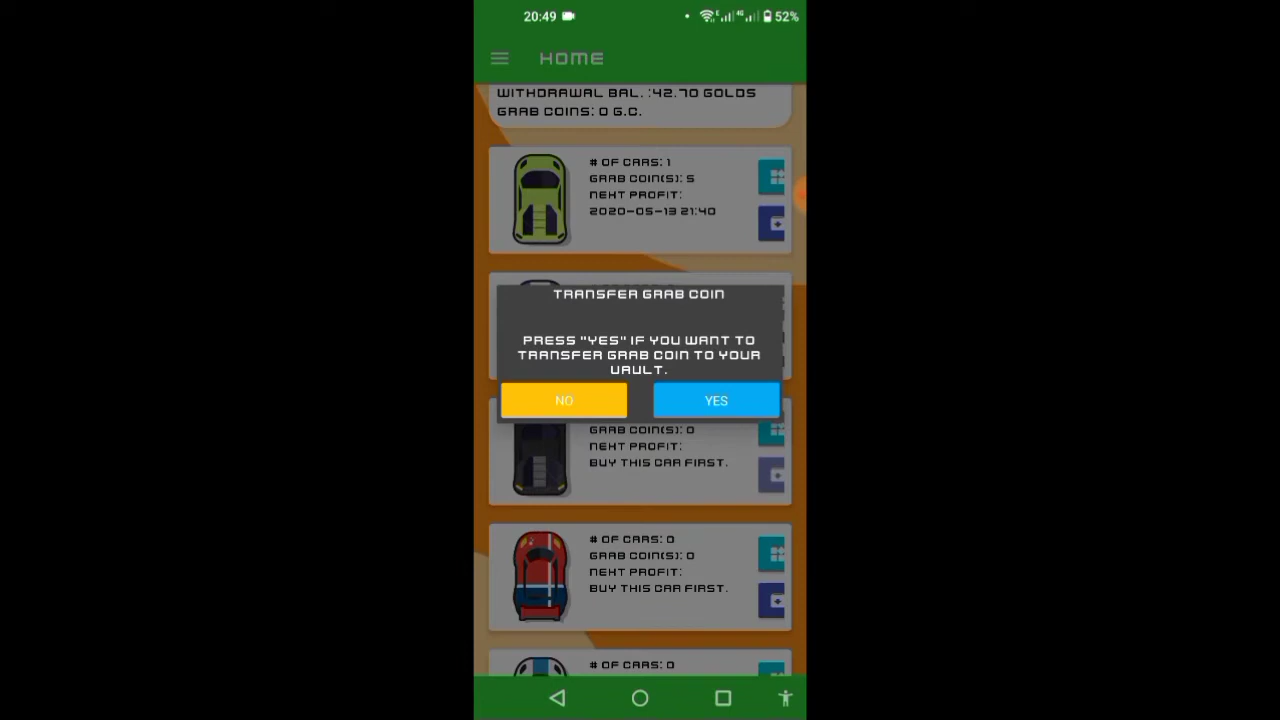 20:49
E
4G
52%
HOME
WITHDRAWAL BAL. :42.70 GOLDS
GRAB COINS: 0 G.C.
# OF CARS: 1
GRAB COIN(S): 5
NEXT PROFIT:
2020-05-13 21:40
TRANSFER GRAB COIN
PRESS "YES" IF YOU WANT TO
TRANSFER GRAB COIN TO YOUR
VAULT.
NO
YES
GRAB COIN(S): 0
NEXT PROFIT:
BUY THIS CAR FIRST.
# OF CARS: 0
GRAB COIN(S): 0
NEXT PROFIT:
BUY THIS CAR FIRST.
# OF CARS: 0